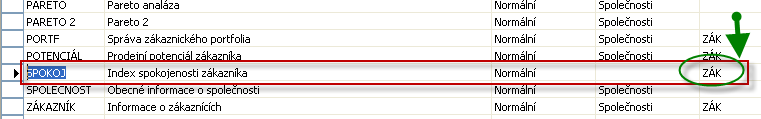 PARETO Pareto analáza Normální Společnosti
PARETO 2 Pareto 2 Normální Společnosti
PORTF Správa zákaznického portfolia Normální Společnosti ZÁK
POTENCIÁL Prodejní potenciál zákazníka Normální Společnosti ZÁK
SPOKOJ Index spokojenosti zákazníka Normální ZÁK
SPOLEČNOST Obecné informace o společnosti Normální Společnosti
ZÁKAZNÍK Informace o zákaznících Normální Společnosti ZÁK